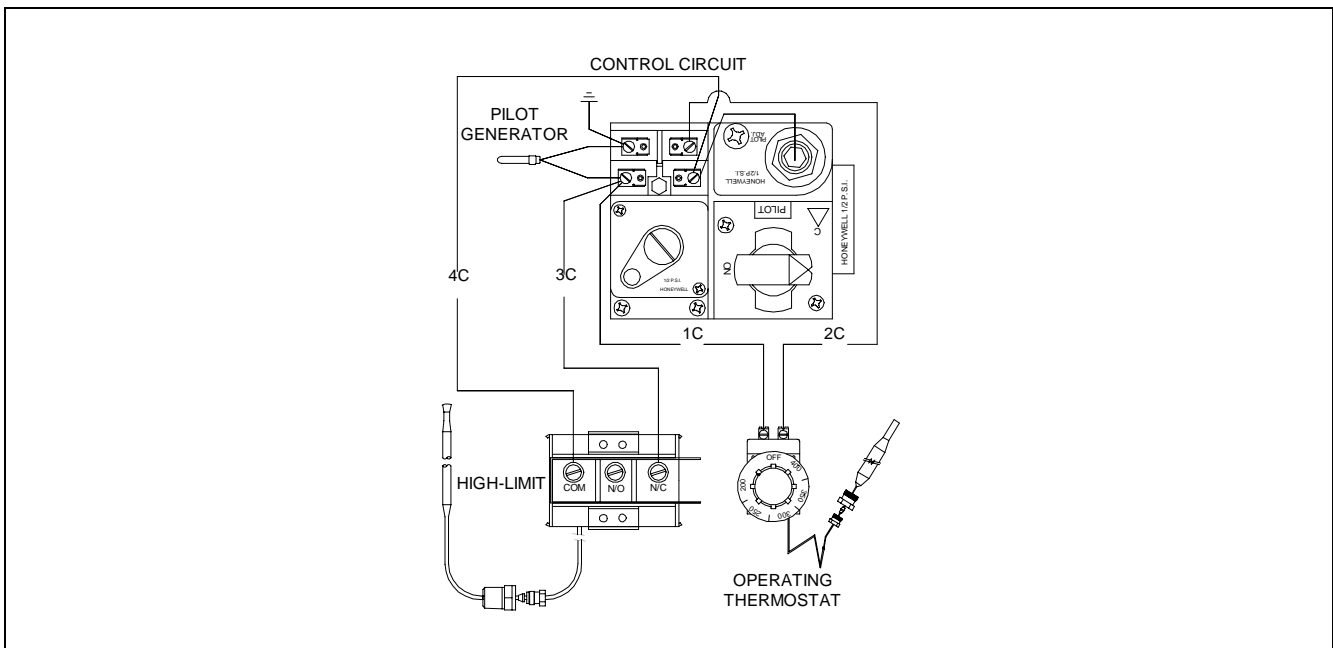 CONTROL CIRCUIT
PILOT
GENERATOR
PILOT
ADJ.
HONEYWELL
1/2 P.S.I.
PILOT
C
HONEYWELL 1/2 P.S.I.
ON
1/2 P.S.I.
HONEYWELL
4C
3C
1C
2C
HIGH-LIMIT
COM
N/O
N/C
OFF
400
350
300
250
200
OPERATING
THERMOSTAT